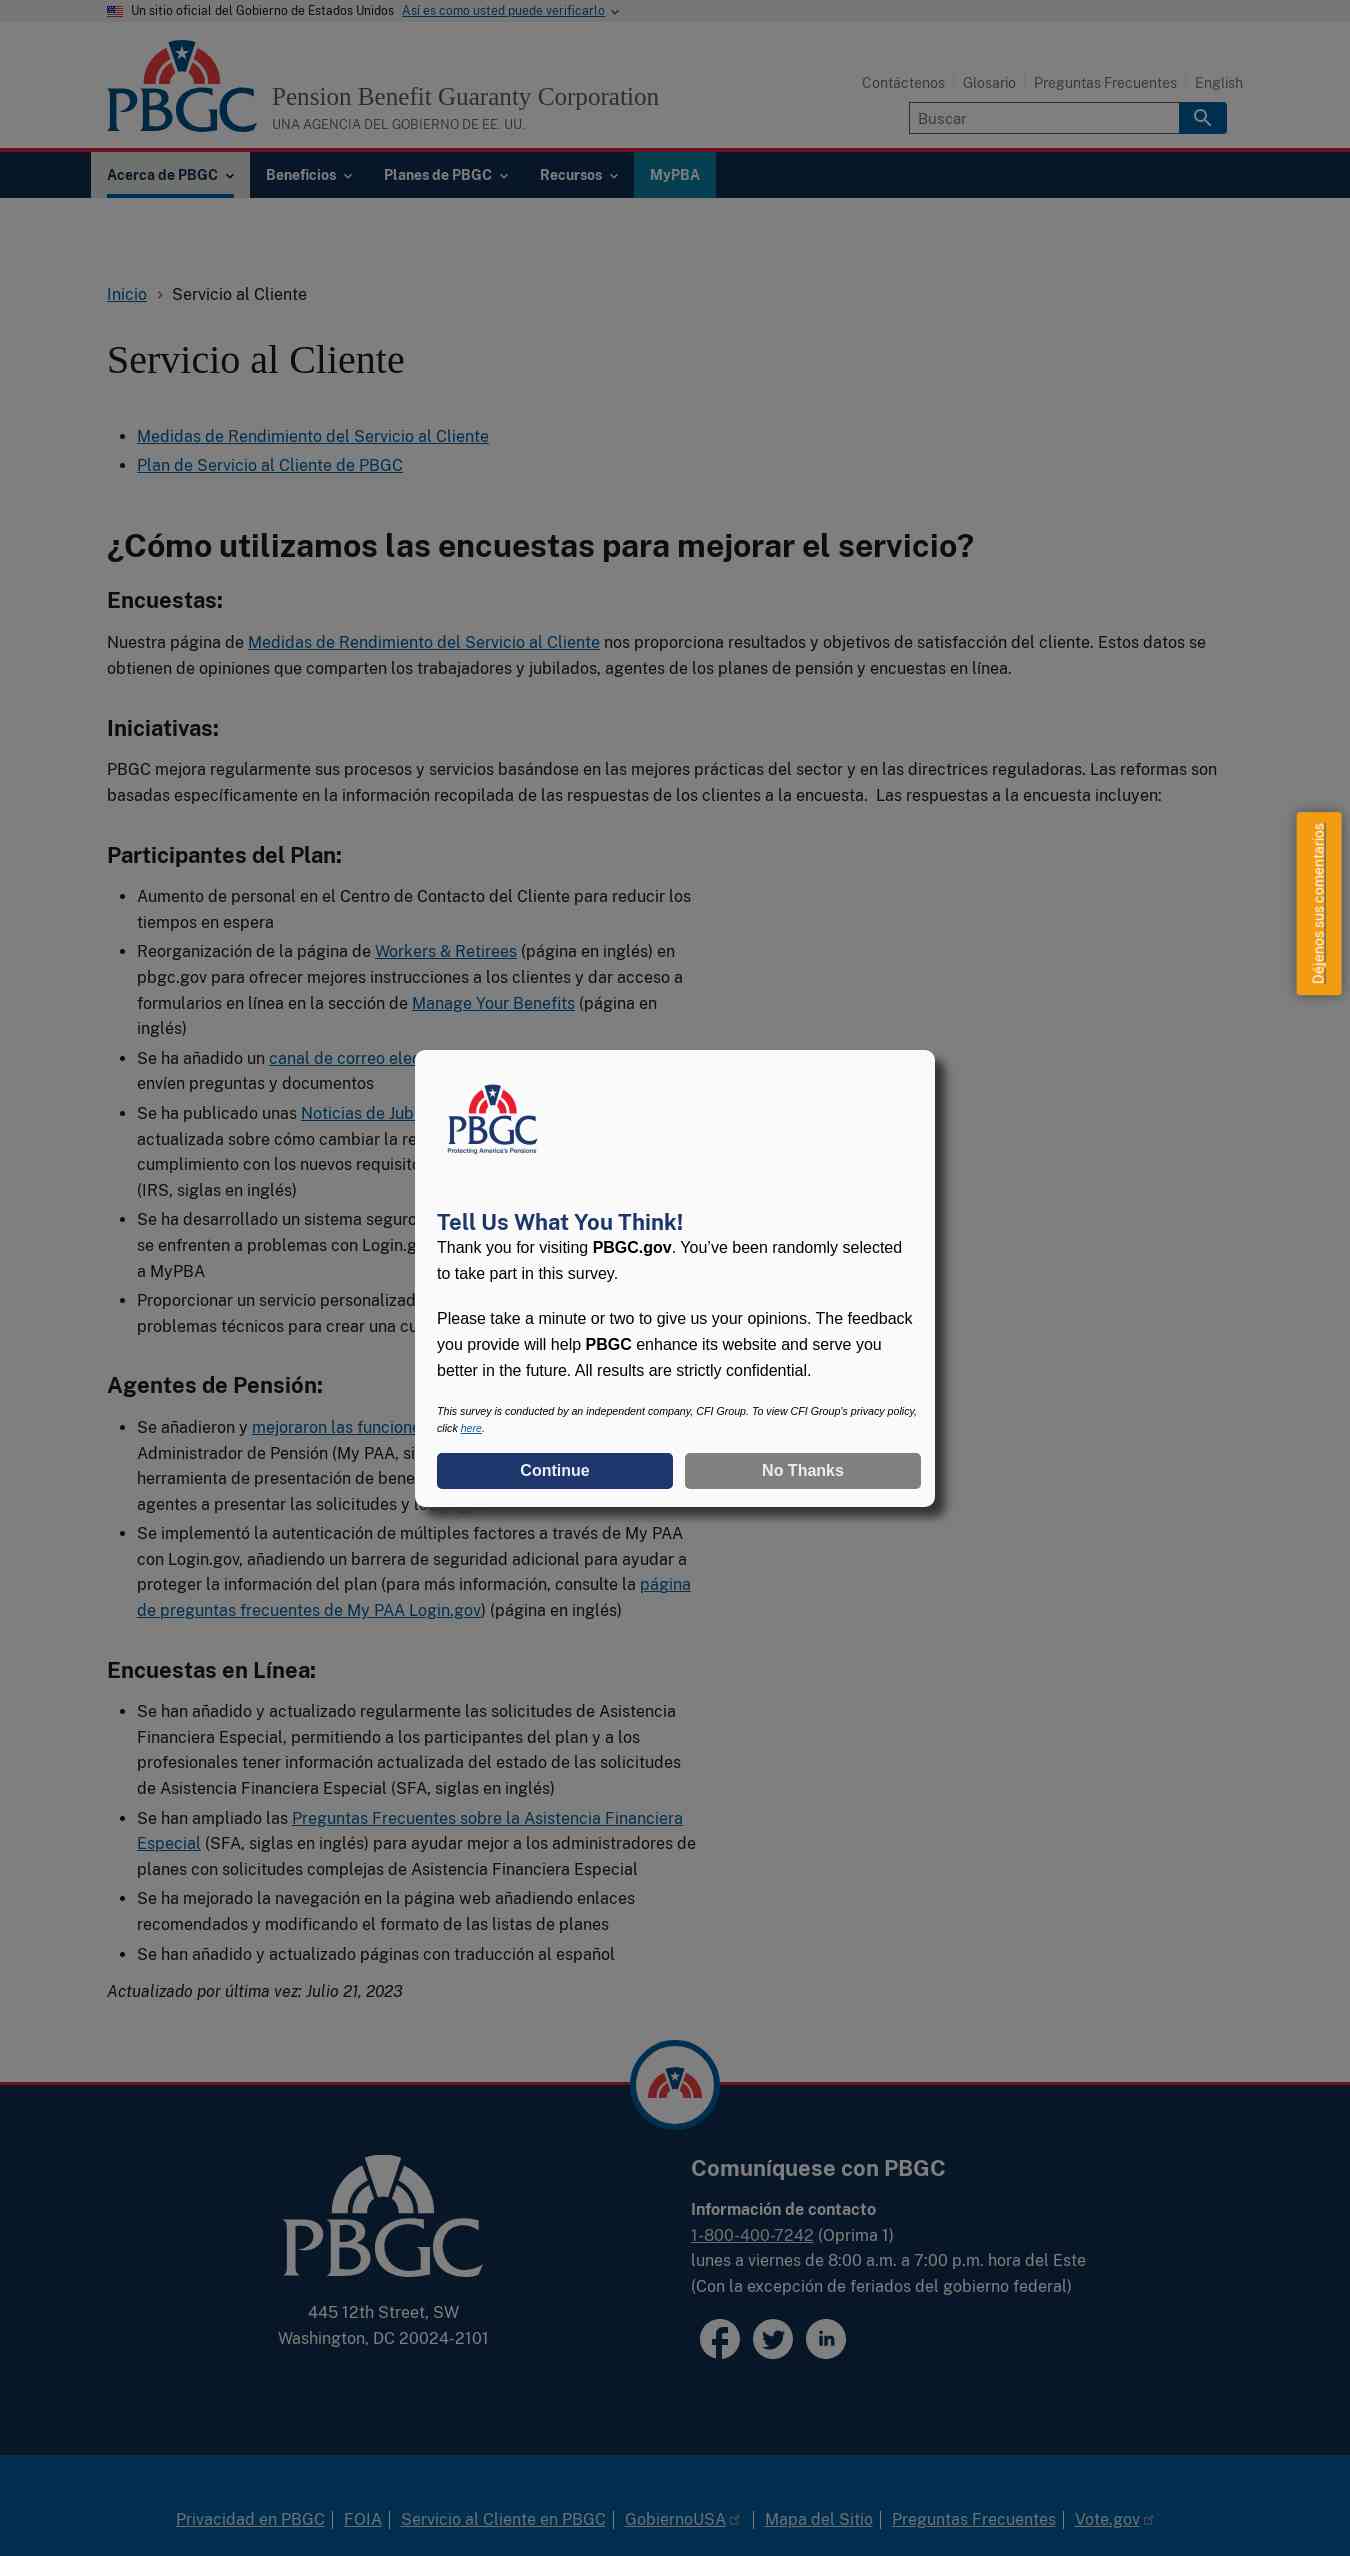 Un sitio oficial del Gobierno de Estados Unidos Así es como usted puede verificarlo
PBGC
Pension Benefit Guaranty Corporation
UNA AGENCIA DEL GOBIERNO DE EE. UU.
Contáctenos Glosario Preguntas Frecuentes English
Buscar
Acerca de PBGC Beneficios Planes de PBGC Recursos MyPBA
Inicio Servicio al Cliente
Servicio al Cliente
Medidas de Rendimiento del Servicio al Cliente
Plan de Servicio al Cliente de PBGC
¿Cómo utilizamos las encuestas para mejorar el servicio?
Encuestas:
Nuestra página de Medidas de Rendimiento del Servicio al Cliente nos proporciona resultados y objetivos de satisfacción del cliente. Estos datos se
obtienen de opiniones que comparten los trabajadores y jubilados, agentes de los planes de pensión y encuestas en línea.
Iniciativas:
PBGC mejora regularmente sus procesos y servicios basándose en las mejores prácticas del sector y en las directrices reguladoras. Las reformas son
basadas específicamente en la información recopilada de las respuestas de los clientes a la encuesta. Las respuestas a la encuesta incluyen:
Participantes del Plan:
Aumento de personal en el Centro de Contacto del Cliente para reducir los
tiempos en espera
Reorganización de la página de Workers & Retirees (página en inglés) en
pbgc.gov para ofrecer mejores instrucciones a los clientes y dar acceso a
formularios en línea en la sección de Manage Your Benefits (página en
inglés)
Se ha añadido un canal de correo
envíen preguntas y documentos
Se ha publicado unas Noticias de
actualizada sobre cómo cambiar la
cumplimiento con los nuevos
(IRS, siglas en inglés)
Se ha desarrollado un sistema seguro
se enfrenten a problemas con
a MyPBA
Proporcionar un servicio
problemas técnicos para crear una
Déjenos sus comentarios
PBGC
Protecting America's Pensions
Tell Us What You Think!
Thank you for visiting PBGC.gov. You’ve been randomly selected
to take part in this survey.
Please take a minute or two to give us your opinions. The feedback
you provide will help PBGC enhance its website and serve you
better in the future. All results are strictly confidential.
This survey is conducted by an independent company, CFI Group. To view CFI Group's privacy policy,
click here.
Continue No Thanks
Agentes de Pensión:
Se añadieron y mejoraron las
Administrador de Pensión (My PAA,
herramienta de presentación de
agentes a presentar las solicitudes y
Se implementó la autenticación de múltiples factores a través de My PAA
con Login.gov, añadiendo un barrera de seguridad adicional para ayudar a
proteger la información del plan (para más información, consulte la página
de preguntas frecuentes de My PAA Login.gov) (página en inglés)
Encuestas en Línea:
Se han añadido y actualizado regularmente las solicitudes de Asistencia
Financiera Especial, permitiendo a los participantes del plan y a los
profesionales tener información actualizada del estado de las solicitudes
de Asistencia Financiera Especial (SFA, siglas en inglés)
Se han ampliado las Preguntas Frecuentes sobre la Asistencia Financiera
Especial (SFA, siglas en inglés) para ayudar mejor a los administradores de
planes con solicitudes complejas de Asistencia Financiera Especial
Se ha mejorado la navegación en la página web añadiendo enlaces
recomendados y modificando el formato de las listas de planes
Se han añadido y actualizado páginas con traducción al español
Actualizado por última vez: Julio 21, 2023
PBGC
445 12th Street, SW
Washington, DC 20024-2101
Comuníquese con PBGC
Información de contacto
1-800-400-7242 (Oprima 1)
lunes a viernes de 8:00 a.m. a 7:00 p.m. hora del Este
(Con la excepción de feriados del gobierno federal)
Privacidad en PBGC FOIA Servicio al Cliente en PBGC GobiernoUSA Mapa del Sitio Preguntas Frecuentes Vote.gov